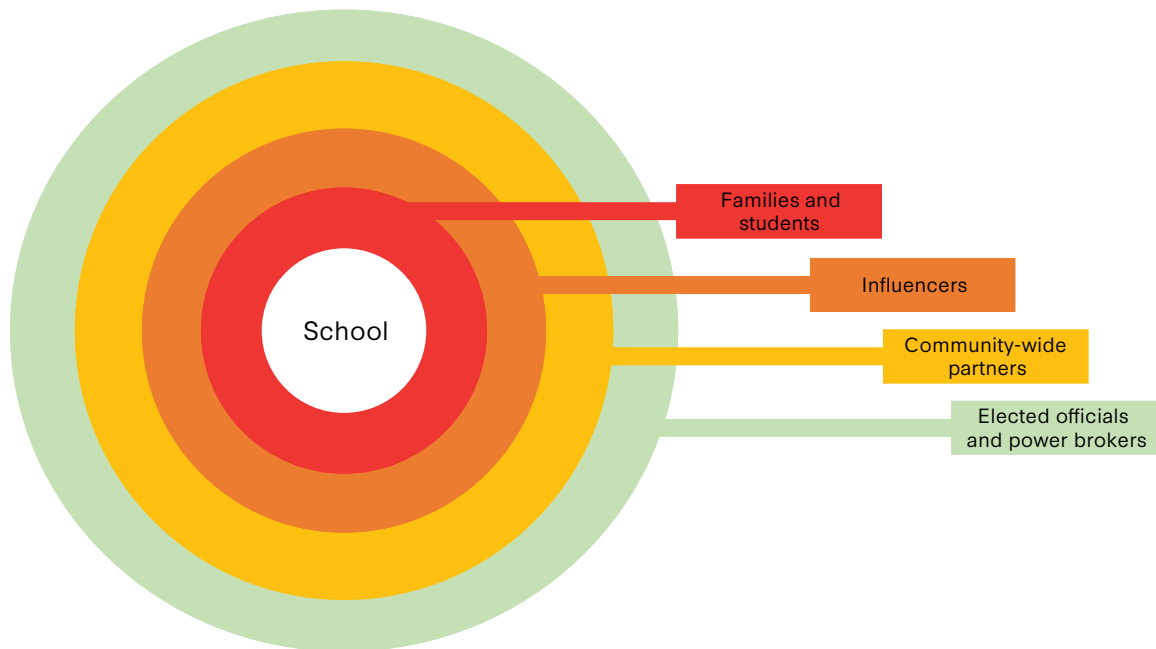 Families and
students
Influencers
School
Community-wide
partners
Elected officials
and power brokers